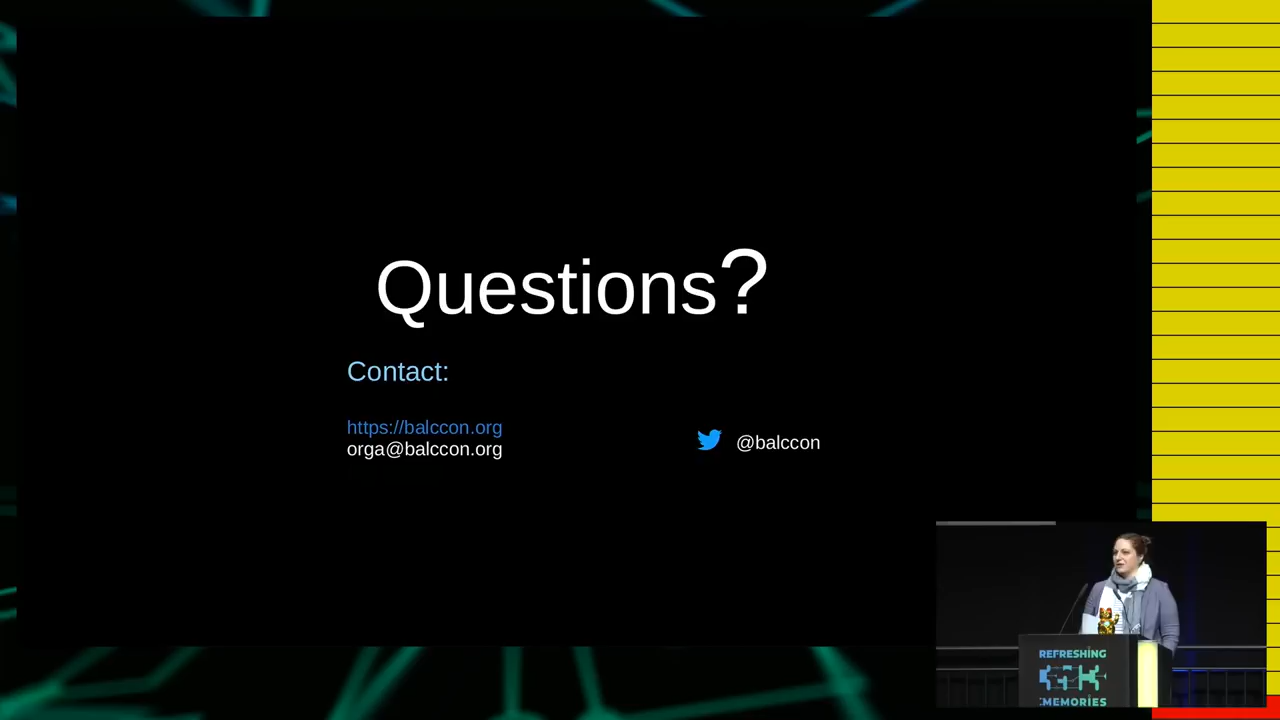 Questions?
Contact:
https://balccon.org
orga@balccon.org
@balccon
REFRESHING
MEMORIES